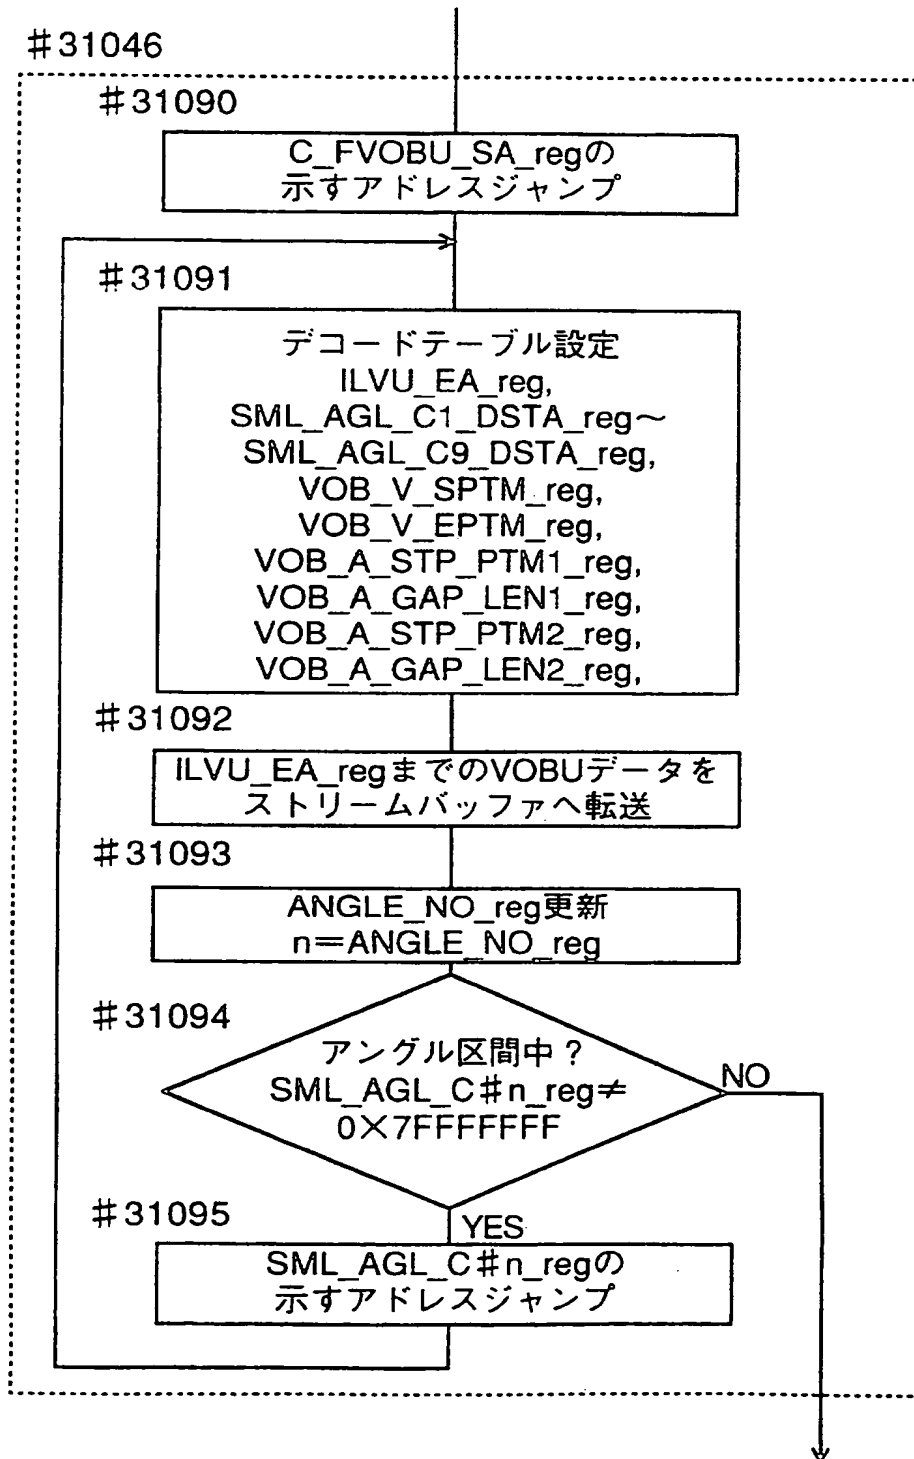 #31046
#31090
C_FVOBU_SA_regの
示すアドレスジャンプ
#31091
デコードテーブル設定
ILVU_EA_reg,
SML_AGL_C1_DSTA_reg~
SML_AGL_C9_DSTA_reg,
VOB_V_SPTM_reg,
VOB_V_EPTM_reg,
VOB_A_STP_PTM1_reg,
VOB_A_GAP_LEN1_reg,
VOB_A_STP_PTM2_reg,
VOB_A_GAP_LEN2_reg,
#31092
ILVU_EA_regまでのVOBUデータを
ストリームバッファへ転送
#31093
ANGLE_NO_reg更新
n=ANGLE_NO_reg
#31094
アングル区間中?
SML_AGL_C#n_reg≠
0×7FFFFFFF
NO
#31095
YES
SML_AGL_C#n_regの
示すアドレスジャンプ